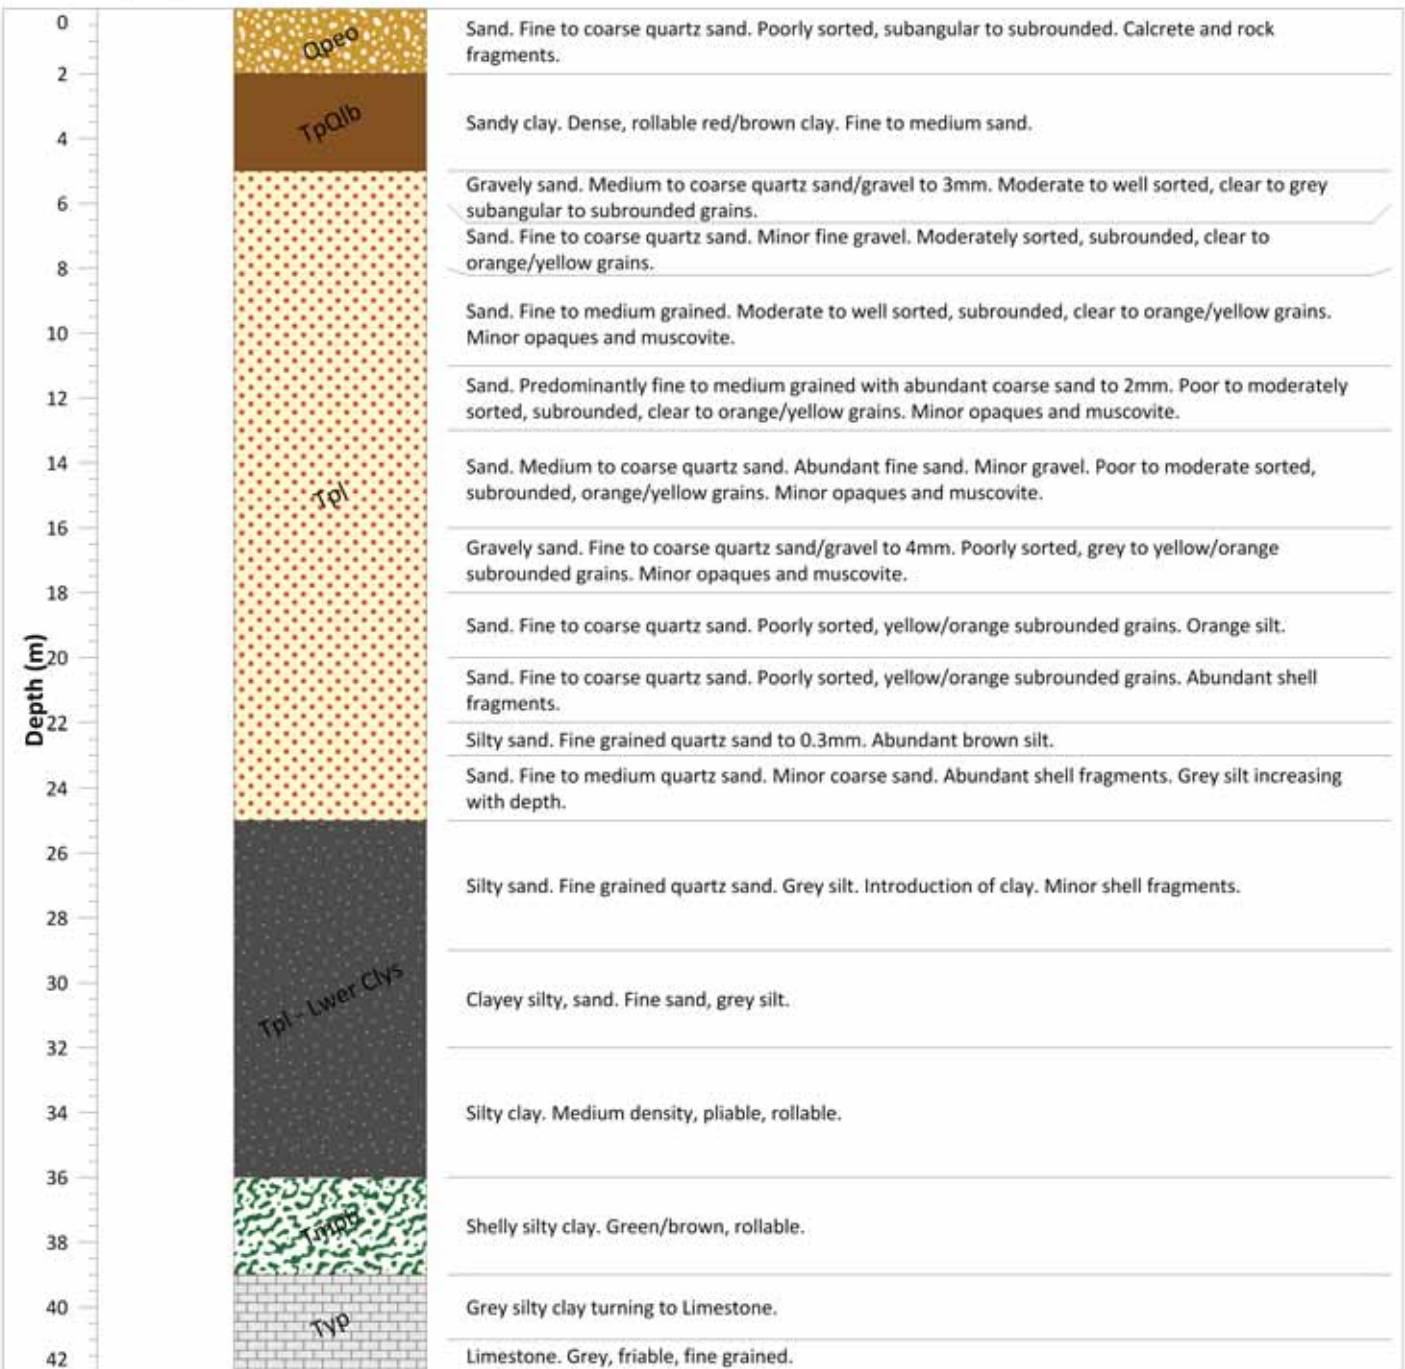 0
Qpeo
Sand. Fine to coarse quartz sand. Poorly sorted, subangular to subrounded. Calcrete and rock
fragments.
2
TpQlb
4
Sandy clay. Dense, rollable red/brown clay. Fine to medium sand.
6
Gravely sand. Medium to coarse quartz sand/gravel to 3mm. Moderate to well sorted, clear to grey
subangular to subrounded grains.
Sand. Fine to coarse quartz sand. Minor fine gravel. Moderately sorted, subrounded, clear to
orange/yellow grains.
8
Sand. Fine to medium grained. Moderate to well sorted, subrounded, clear to orange/yellow grains.
Minor opaques and muscovite.
10
12
Sand. Predominantly fine to medium grained with abundant coarse sand to 2mm. Poor to moderately
sorted, subrounded, clear to orange/yellow grains. Minor opaques and muscovite.
14
Tpl
Sand. Medium to coarse quartz sand. Abundant fine sand. Minor gravel. Poor to moderate sorted,
subrounded, orange/yellow grains. Minor opaques and muscovite.
16
Gravely sand. Fine to coarse quartz sand/gravel to 4mm. Poorly sorted, grey to yellow/orange
subrounded grains. Minor opaques and muscovite.
18
Sand. Fine to coarse quartz sand. Poorly sorted, yellow/orange subrounded grains. Orange silt.
Depth (m)
20
Sand. Fine to coarse quartz sand. Poorly sorted, yellow/orange subrounded grains. Abundant shell
fragments.
22
Silty sand. Fine grained quartz sand to 0.3mm. Abundant brown silt.
24
Sand. Fine to medium quartz sand. Minor coarse sand. Abundant shell fragments. Grey silt increasing
with depth.
26
Silty sand. Fine grained quartz sand. Grey silt. Introduction of clay. Minor shell fragments.
28
30
Tpl - Lwer Clys
Clayey silty, sand. Fine sand, grey silt.
32
34
Silty clay. Medium density, pliable, rollable.
36
Tmpb
Shelly silty clay. Green/brown, rollable.
38
40
Typ
Grey silty clay turning to Limestone.
42
Limestone. Grey, friable, fine grained.